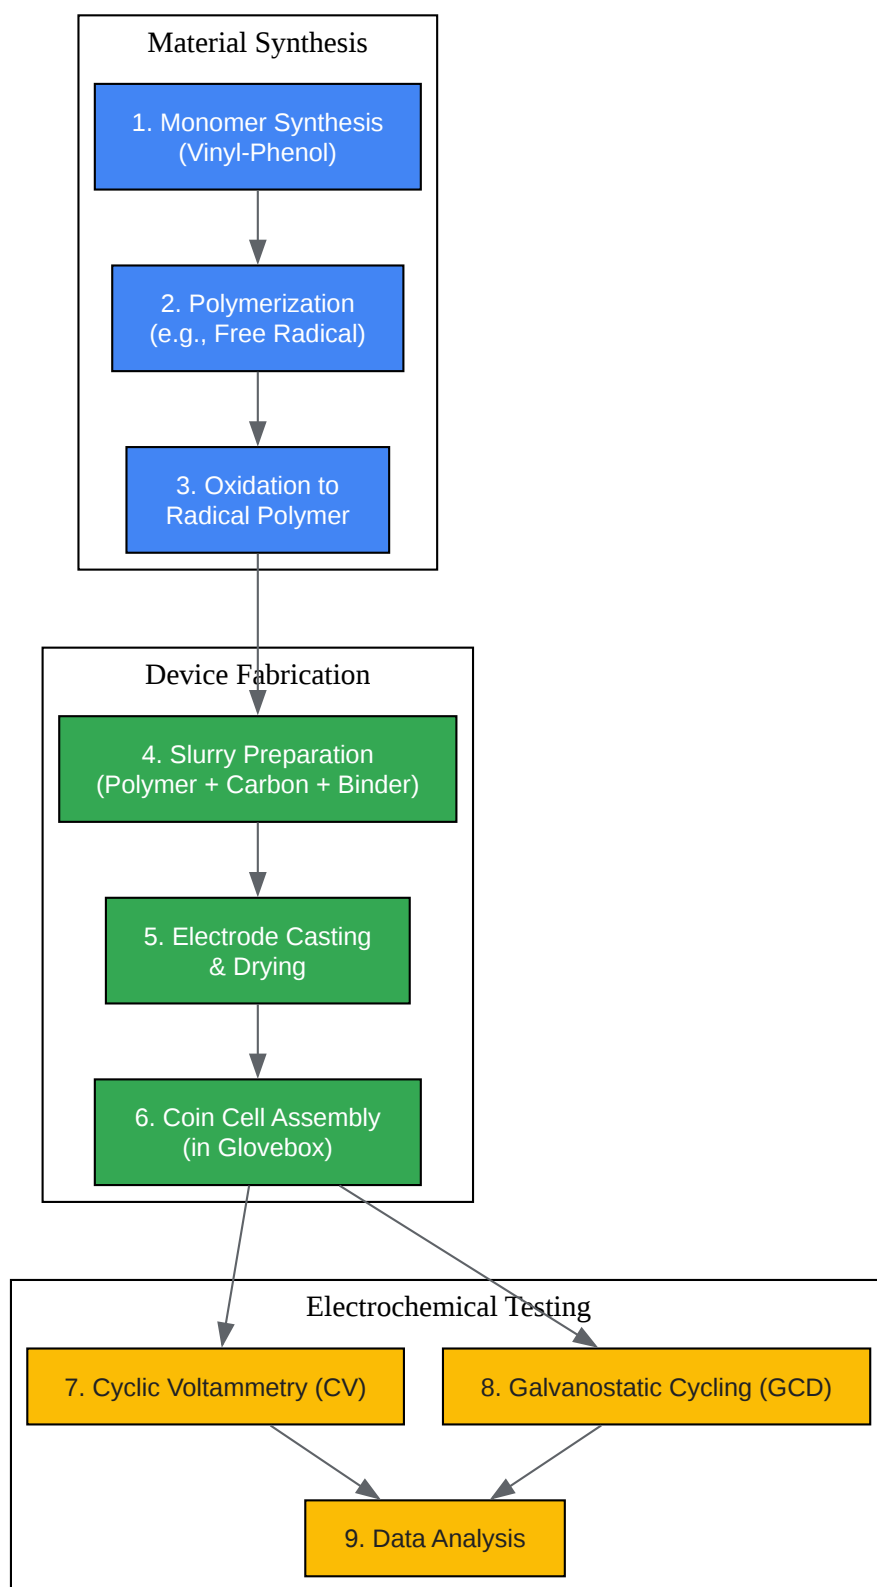 Material Synthesis
1. Monomer Synthesis
(Vinyl-Phenol)
2. Polymerization
(e.g., Free Radical)
3. Oxidation to
Radical Polymer
Device Fabrication
4. Slurry Preparation
(Polymer + Carbon + Binder)
5. Electrode Casting
& Drying
6. Coin Cell Assembly
(in Glovebox)
Electrochemical Testing
7. Cyclic Voltammetry (CV)
8. Galvanostatic Cycling (GCD)
9. Data Analysis